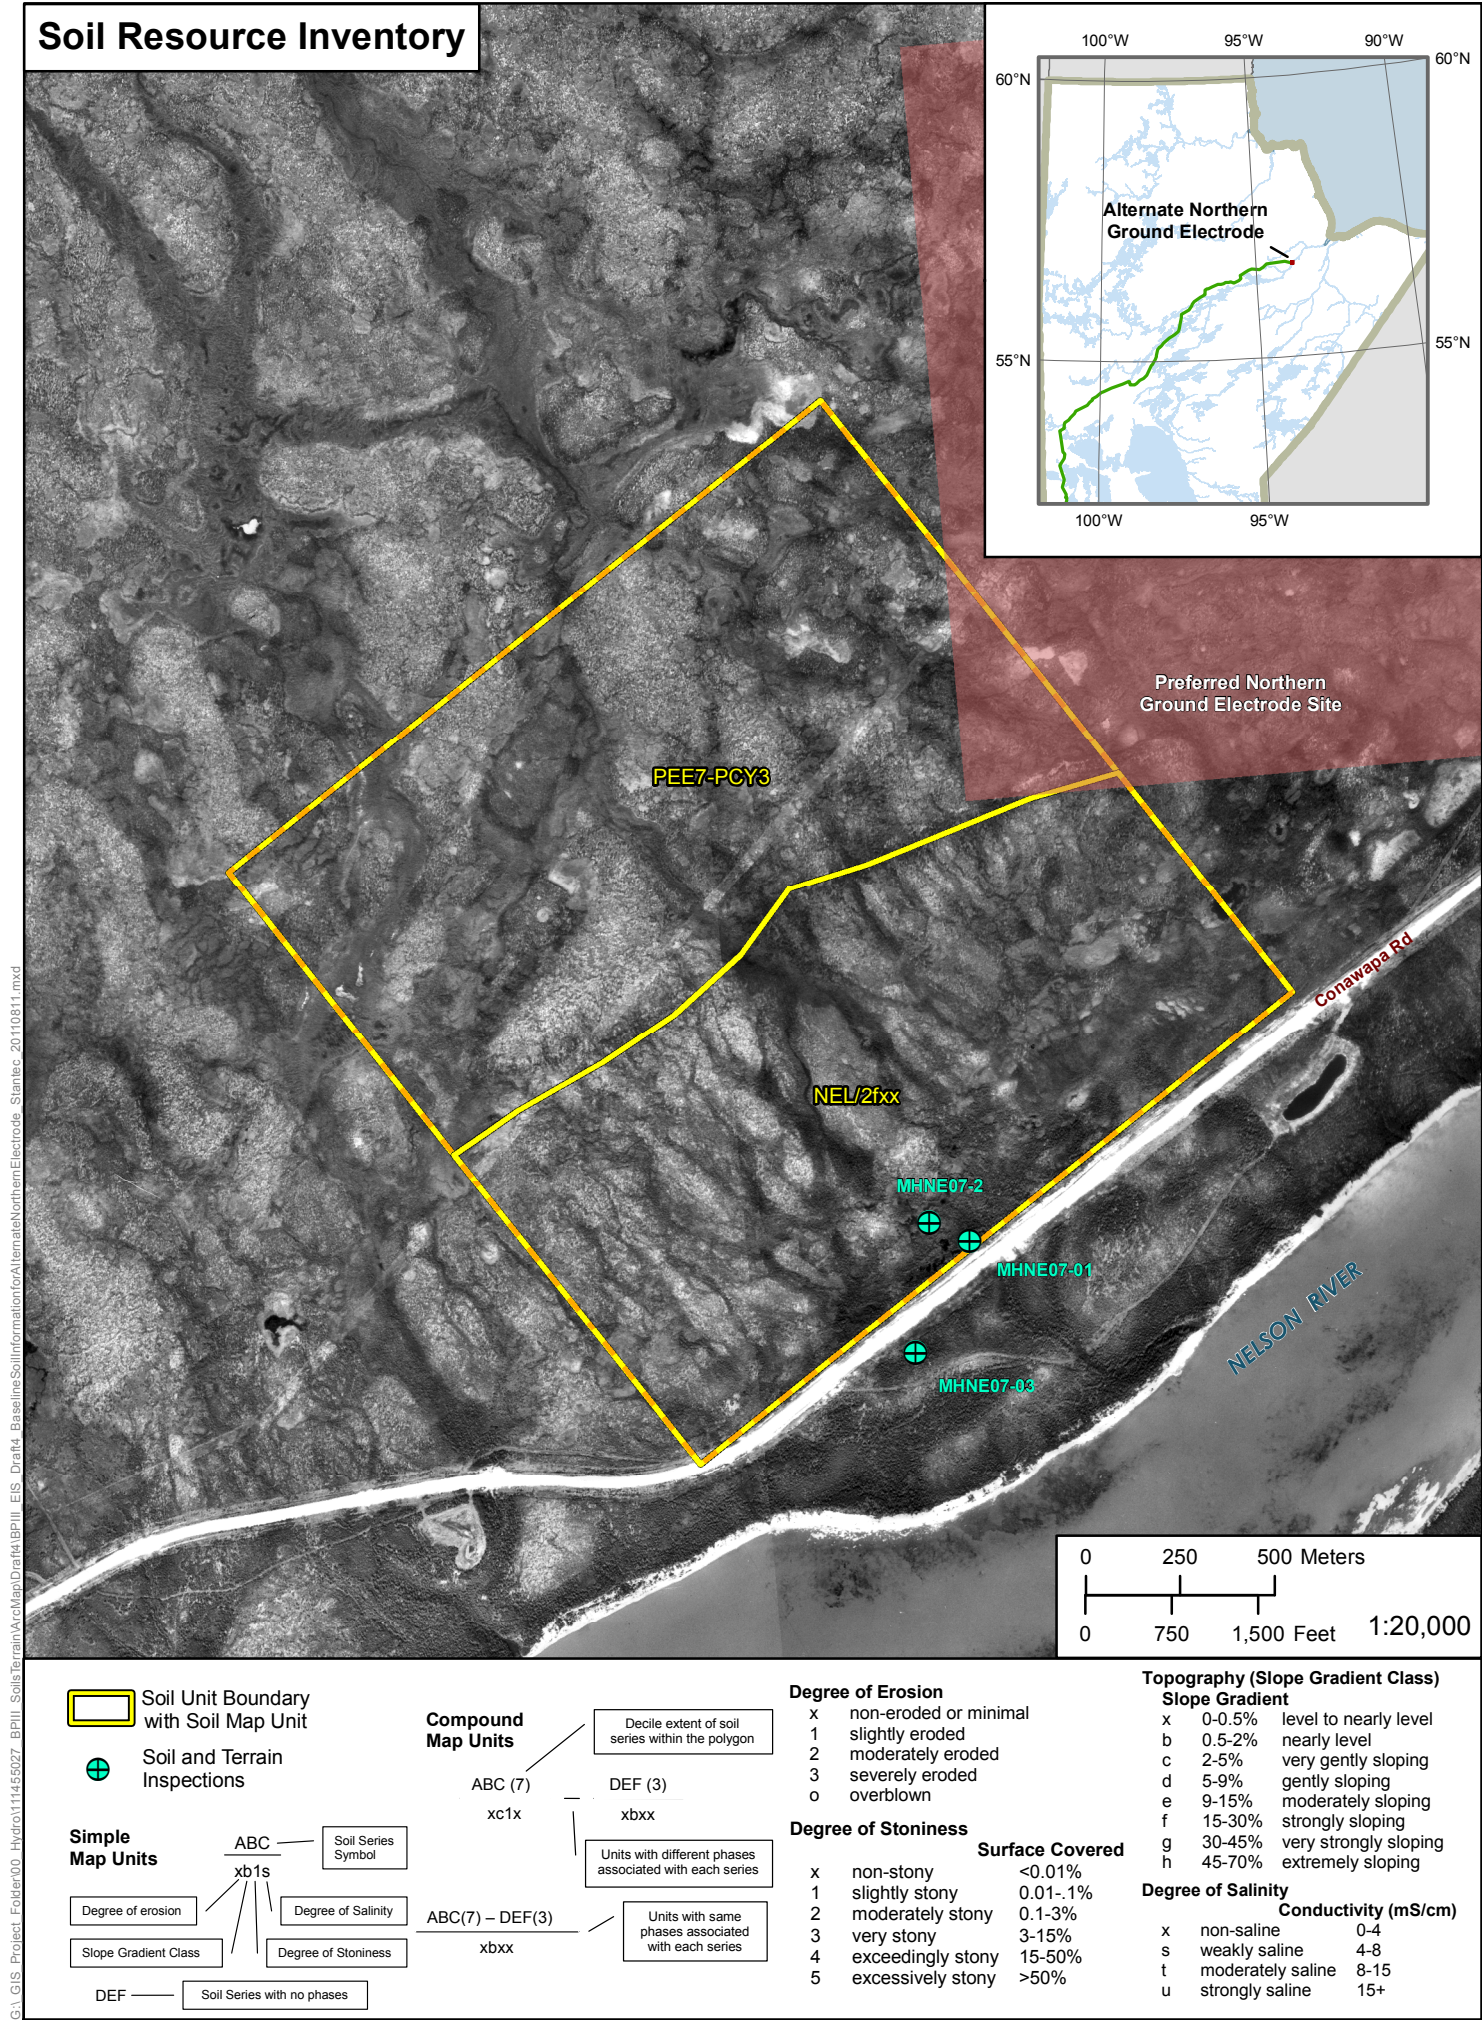 Soil Resource Inventory
100°W 95°W 90°W
60°N
60°N
Alternate Northern
Ground Electrode
55°N
55°N
100°W 95°W
Preferred Northern
Ground Electrode Site
PEE7-PCY3
NEL/2fxx
Conawapa Rd
MHNE07-2
MHNE07-01
MHNE07-03
NELSON RIVER
0 250 500 Meters
0 750 1,500 Feet
1:20,000
G:\_GIS_Project_Folder\00_Hydro\111455027_BPIII_SoilsTerrain\ArcMap\Draft4\BPIII_EIS_Draft4_BaselineSoilInformationforAlternateNorthernElectrode_Stantec_20110811.mxd
Soil Unit Boundary
with Soil Map Unit
Soil and Terrain
Inspections
Simple
Map Units
ABC
xb1s
Soil Series
Symbol
Degree of erosion
Degree of Salinity
Slope Gradient Class
Degree of Stoniness
DEF
Soil Series with no phases
Compound
Map Units
Decile extent of soil
series within the polygon
ABC (7) – DEF (3)
xc1x xbxx
Units with different phases
associated with each series
ABC(7) – DEF(3)
xbxx
Units with same
phases associated
with each series
Degree of Erosion
x non-eroded or minimal
1 slightly eroded
2 moderately eroded
3 severely eroded
o overblown
Degree of Stoniness
Surface Covered
x non-stony <0.01%
1 slightly stony 0.01-.1%
2 moderately stony 0.1-3%
3 very stony 3-15%
4 exceedingly stony 15-50%
5 excessively stony >50%
Topography (Slope Gradient Class)
Slope Gradient
x 0-0.5% level to nearly level
b 0.5-2% nearly level
c 2-5% very gently sloping
d 5-9% gently sloping
e 9-15% moderately sloping
f 15-30% strongly sloping
g 30-45% very strongly sloping
h 45-70% extremely sloping
Degree of Salinity
Conductivity (mS/cm)
x non-saline 0-4
s weakly saline 4-8
t moderately saline 8-15
u strongly saline 15+